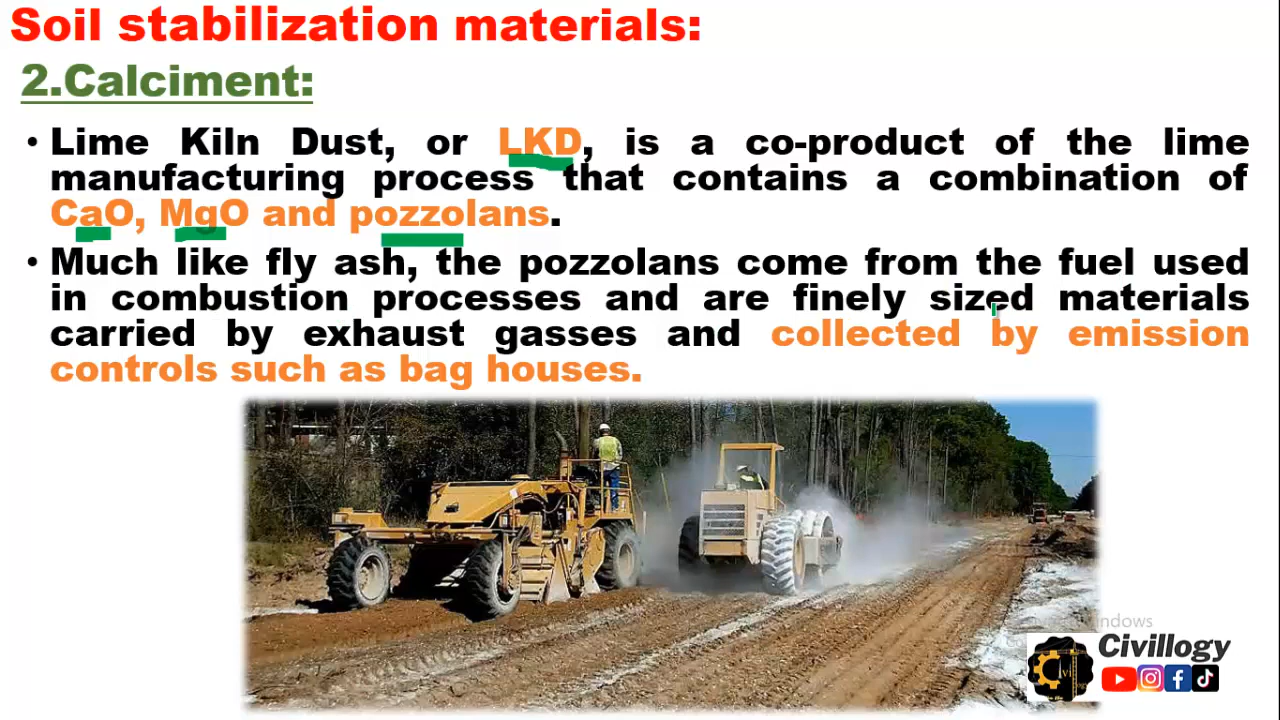 Soil stabilization materials:
2.Calciment:
• Lime Kiln Dust, or LKD, is a co-product of the lime
manufacturing process that contains a combination of
CaO, MgO and pozzolans.
• Much like fly ash, the pozzolans come from the fuel used
in combustion processes and are finely sized materials
carried by exhaust gasses and collected by emission
controls such as bag houses.
Civillogy